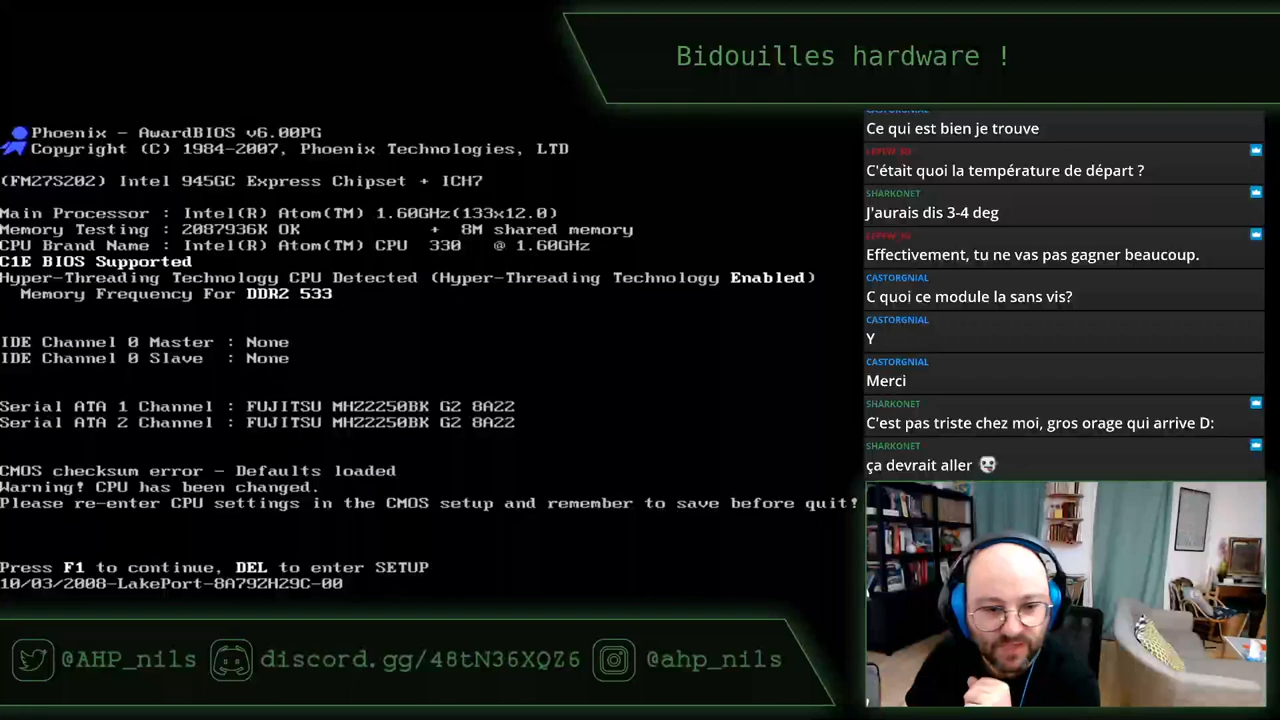 Bidouilles hardware !
Phoenix - AwardBIOS v6.00PG
Copyright (C) 1984-2007, Phoenix Technologies, LTD
(FM27S202) Intel 945GC Express Chipset + ICH7
Main Processor : Intel(R) Atom(TM) 1.60GHz(133x12.0)
Memory Testing : 2087936K OK + 8M shared memory
CPU Brand Name : Intel(R) Atom(TM) CPU 330 @ 1.60GHz
C1E BIOS Supported
Hyper-Threading Technology CPU Detected (Hyper-Threading Technology Enabled)
Memory Frequency For DDR2 533
IDE Channel 0 Master : None
IDE Channel 0 Slave : None
Serial ATA 1 Channel : FUJITSU MHZ2250BK G2 8A22
Serial ATA 2 Channel : FUJITSU MHZ2250BK G2 8A22
CMOS checksum error - Defaults loaded
Warning! CPU has been changed.
Please re-enter CPU settings in the CMOS setup and remember to save before quit!
Press F1 to continue, DEL to enter SETUP
10/03/2008-LakePort-8A79ZH29C-00
CASTORGNIAL
Ce qui est bien je trouve
C'était quoi la température de départ ?
SHARKONET
J'aurais dis 3-4 deg
Effectivement, tu ne vas pas gagner beaucoup.
CASTORGNIAL
C quoi ce module la sans vis?
CASTORGNIAL
Y
CASTORGNIAL
Merci
SHARKONET
C'est pas triste chez moi, gros orage qui arrive D:
SHARKONET
ça devrait aller
@AHP_nils
discord.gg/48tN36XQZ6
@ahp_nils